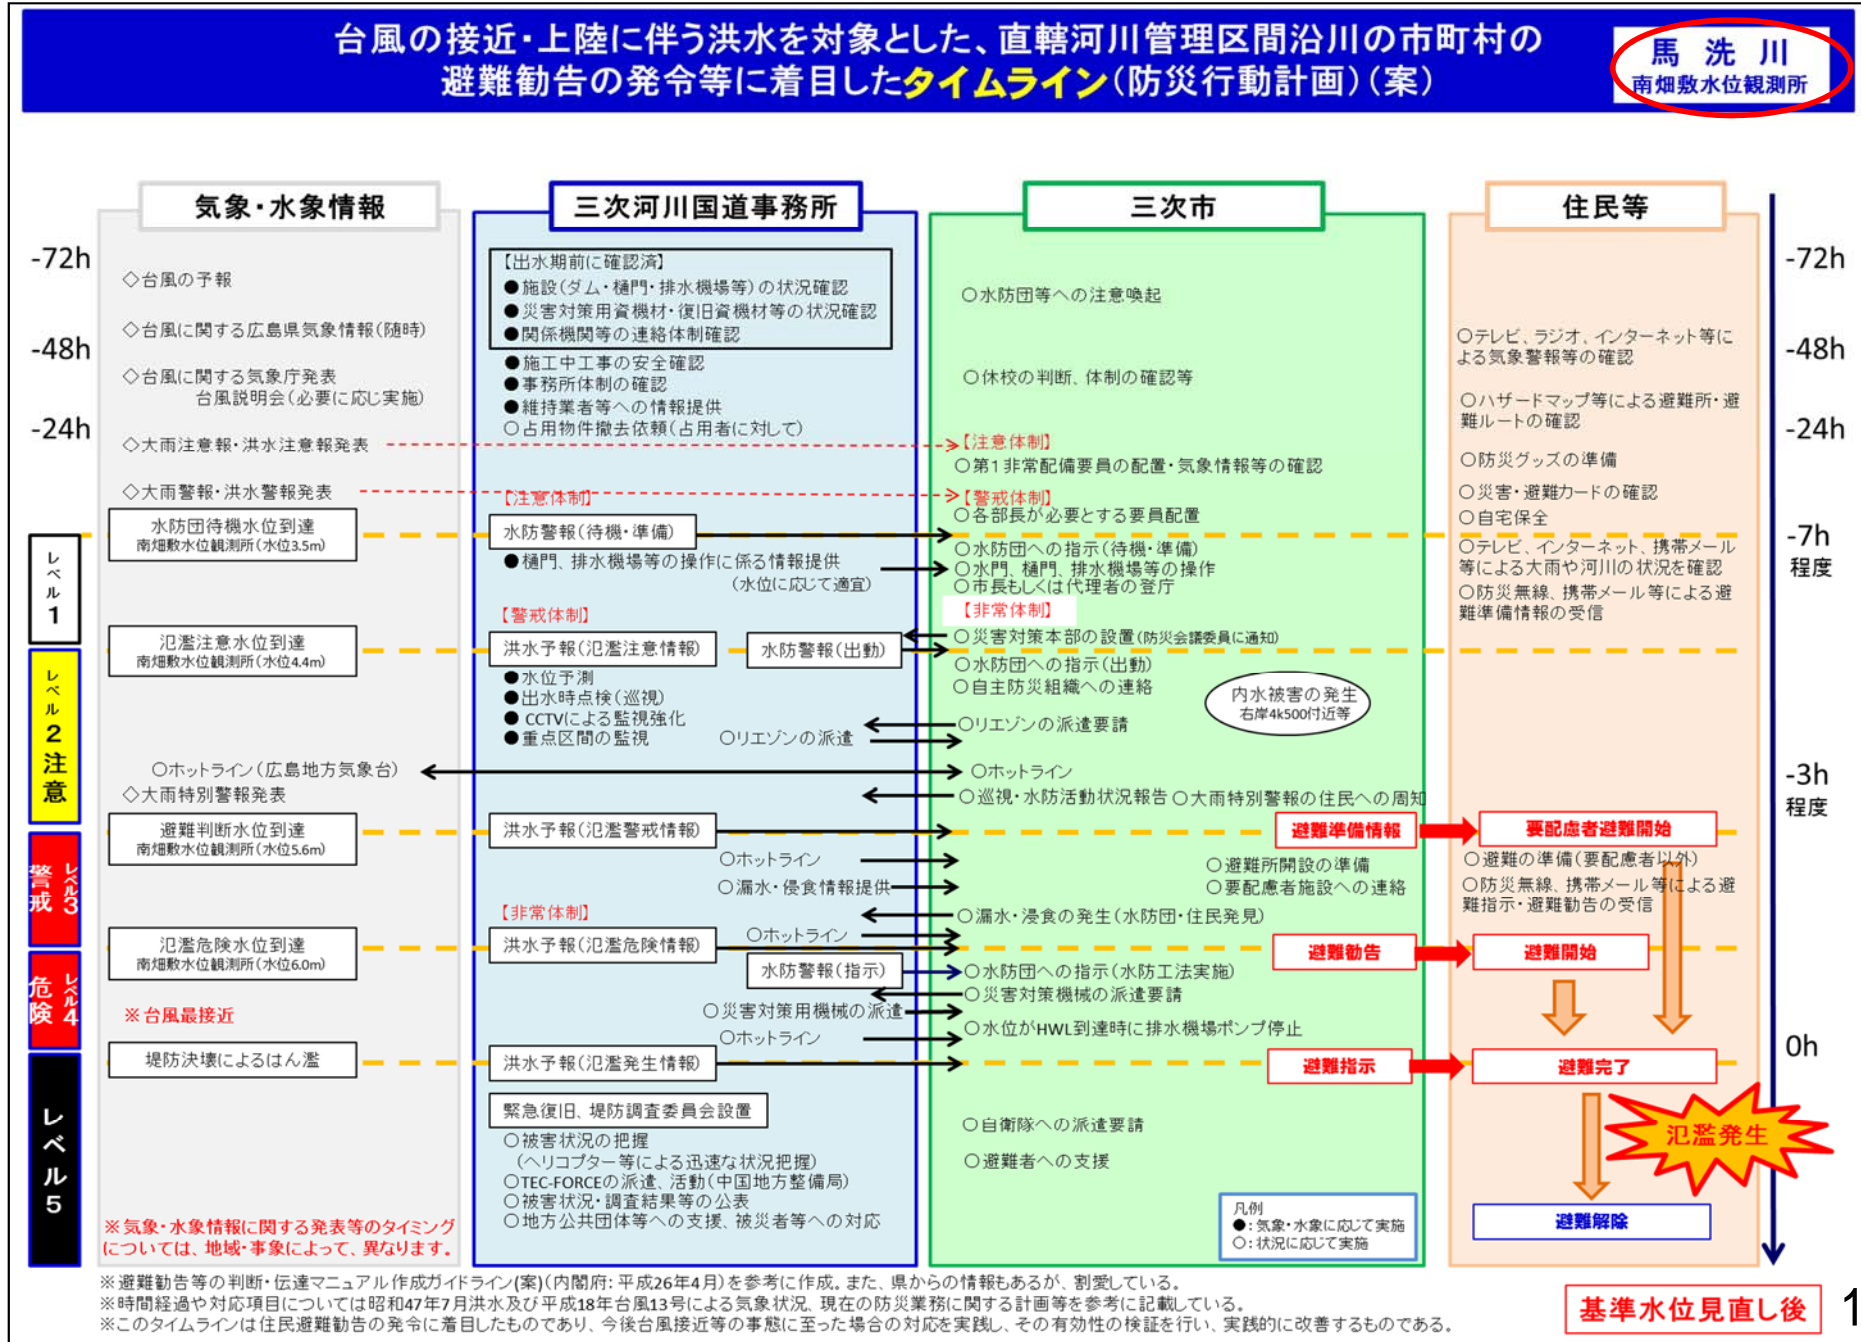 台風の接近・上陸に伴う洪水を対象とした、直轄河川管理区間沿川の市町村の
避難勧告の発令等に着目したタイムライン(防災行動計画)(案)
馬 洗 川
南畑敷水位観測所
気象・水象情報
-72h
◇台風の予報
◇台風に関する広島県気象情報(随時)
-48h
◇台風に関する気象庁発表
台風説明会(必要に応じ実施)
-24h
◇大雨注意報・洪水注意報発表
◇大雨警報・洪水警報発表
水防団待機水位到達
南畑敷水位観測所(水位3.5m)
レベル1
氾濫注意水位到達
南畑敷水位観測所(水位4.4m)
レベル2注意
○ホットライン(広島地方気象台)
◇大雨特別警報発表
避難判断水位到達
南畑敷水位観測所(水位5.6m)
レベル3
警戒
氾濫危険水位到達
南畑敷水位観測所(水位6.0m)
レベル4
危険
※台風最接近
堤防決壊によるはん濫
レベル5
※気象・水象情報に関する発表等のタイミング
については、地域・事象によって、異なります。
三次河川国道事務所
【出水期前に確認済】
●施設(ダム・樋門・排水機場等)の状況確認
●災害対策用資機材・復旧資機材等の状況確認
●関係機関等の連絡体制確認
●施工中工事の安全確認
●事務所体制の確認
●維持業者等への情報提供
○占用物件撤去依頼(占用者に対して)
【注意体制】
水防警報(待機・準備)
●樋門、排水機場等の操作に係る情報提供
(水位に応じて適宜)
【警戒体制】
洪水予報(氾濫注意情報)
水防警報(出動)
●水位予測
●出水時点検(巡視)
●CCTVによる監視強化
●重点区間の監視
○リエゾンの派遣
洪水予報(氾濫警戒情報)
○ホットライン
○漏水・侵食情報提供
【非常体制】
○ホットライン
洪水予報(氾濫危険情報)
水防警報(指示)
○災害対策用機械の派遣
○ホットライン
洪水予報(氾濫発生情報)
緊急復旧、堤防調査委員会設置
○被害状況の把握
(ヘリコプター等による迅速な状況把握)
○TEC-FORCEの派遣、活動(中国地方整備局)
○被害状況・調査結果等の公表
○地方公共団体等への支援、被災者等への対応
三次市
○水防団等への注意喚起
○休校の判断、体制の確認等
【注意体制】
○第1非常配備要員の配置・気象情報等の確認
【警戒体制】
○各部長が必要とする要員配置
○水防団への指示(待機・準備)
○水門、樋門、排水機場等の操作
○市長もしくは代理者の登庁
【非常体制】
○災害対策本部の設置(防災会議委員に通知)
○水防団への指示(出動)
○自主防災組織への連絡
内水被害の発生
右岸4k500付近等
○リエゾンの派遣要請
○ホットライン
○巡視・水防活動状況報告 ○大雨特別警報の住民への周知
避難準備情報
○避難所開設の準備
○要配慮者施設への連絡
○漏水・浸食の発生(水防団・住民発見)
避難勧告
○水防団への指示(水防工法実施)
○災害対策機械の派遣要請
○水位がHWL到達時に排水機場ポンプ停止
避難指示
○自衛隊への派遣要請
○避難者への支援
凡例
●:気象・水象に応じて実施
○:状況に応じて実施
住民等
○テレビ、ラジオ、インターネット等に
よる気象警報等の確認
○ハザードマップ等による避難所・避
難ルートの確認
○防災グッズの準備
○災害・避難カードの確認
○自宅保全
○テレビ、インターネット、携帯メール
等による大雨や河川の状況を確認
○防災無線、携帯メール等による避
難準備情報の受信
要配慮者避難開始
○避難の準備(要配慮者以外)
○防災無線、携帯メール等による避
難指示・避難勧告の受信
避難開始
避難完了
氾濫発生
避難解除
-72h
-48h
-24h
-7h
程度
-3h
程度
0h
※避難勧告等の判断・伝達マニュアル作成ガイドライン(案)(内閣府:平成26年4月)を参考に作成。また、県からの情報もあるが、割愛している。
※時間経過や対応項目については昭和47年7月洪水及び平成18年台風13号による気象状況、現在の防災業務に関する計画等を参考に記載している。
※このタイムラインは住民避難勧告の発令に着目したものであり、今後台風接近等の事態に至った場合の対応を実践し、その有効性の検証を行い、実践的に改善するものである。
基準水位見直し後
1